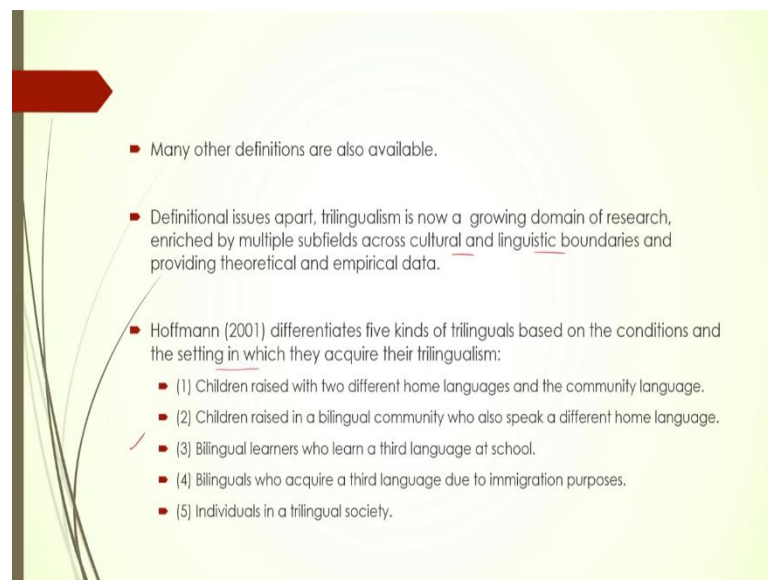 Many other definitions are also available.
Definitional issues apart, trilingualism is now a growing domain of research,
enriched by multiple subfields across cultural and linguistic boundaries and
providing theoretical and empirical data.
Hoffmann (2001) differentiates five kinds of trilinguals based on the conditions and
the setting in which they acquire their trilingualism:
(1) Children raised with two different home languages and the community language.
(2) Children raised in a bilingual community who also speak a different home language.
(3) Bilingual learners who learn a third language at school.
(4) Bilinguals who acquire a third language due to immigration purposes.
(5) Individuals in a trilingual society.